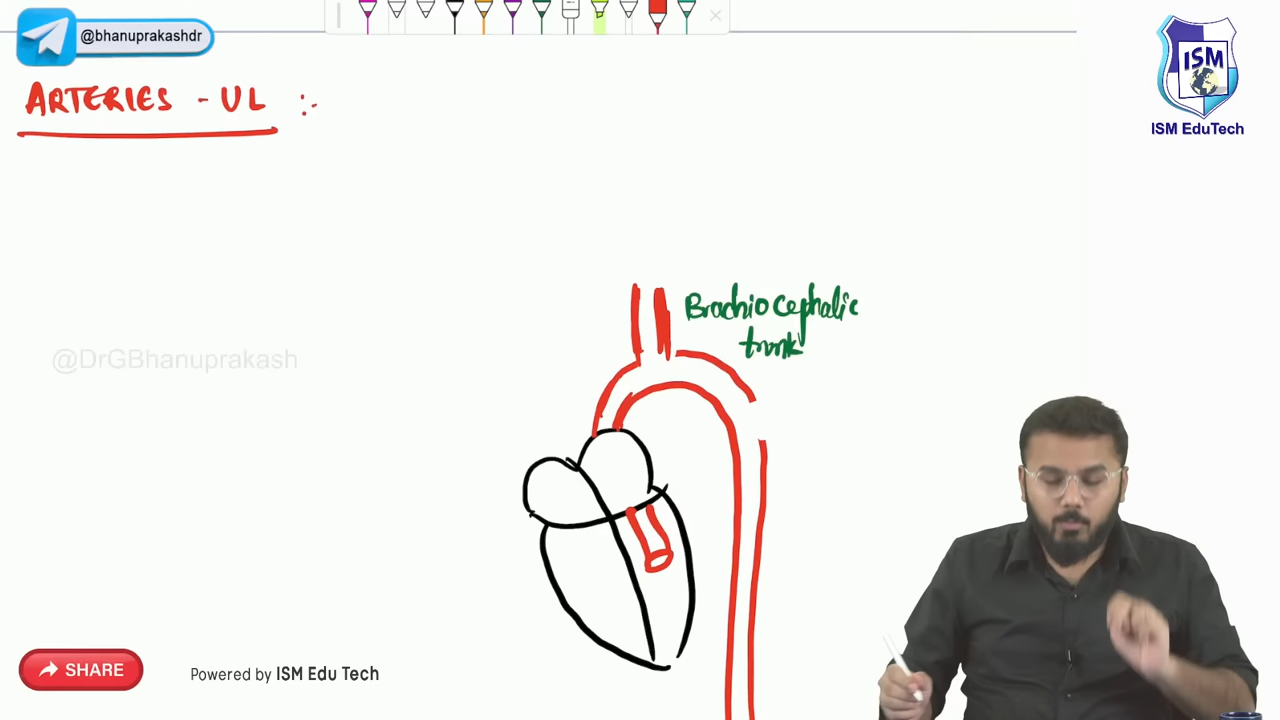 @bhanuprakashdr
ISM
ISM EduTech
ARTERIES - UL :-
Brachiocephalic
trunk
@DrGBhanuprakash
SHARE
Powered by ISM Edu Tech